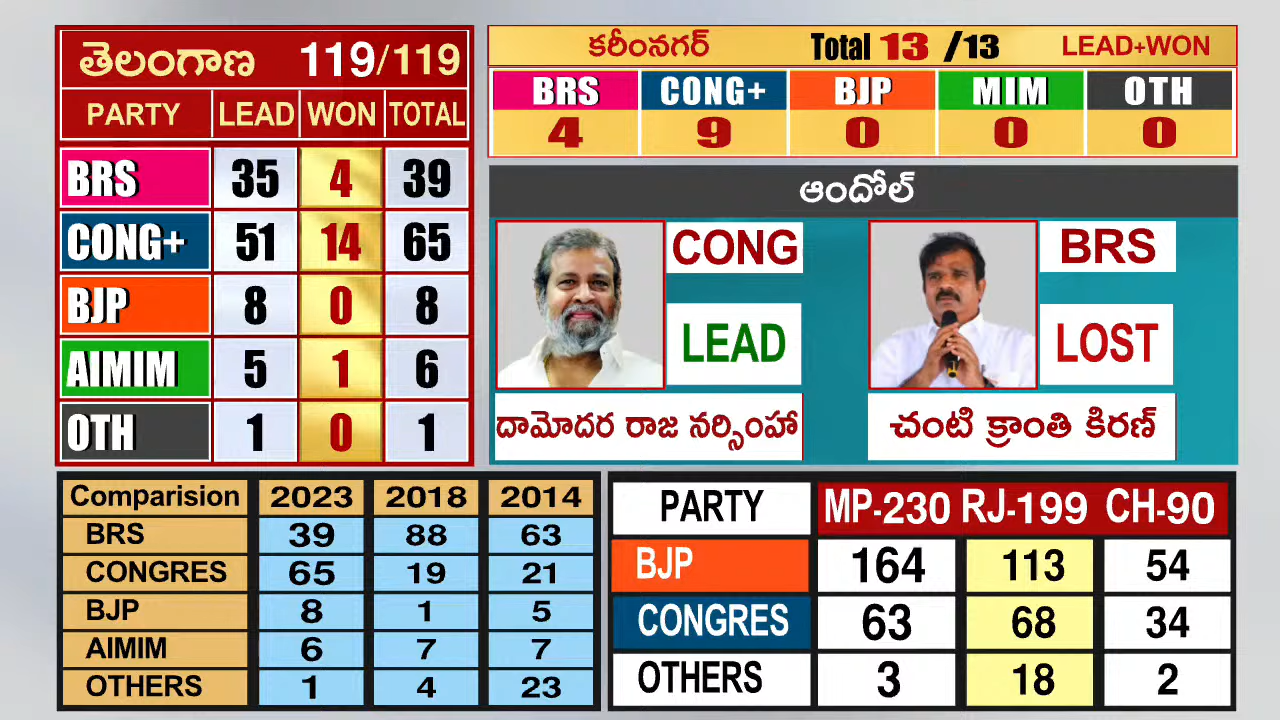 తెలంగాణ 119/119
PARTY LEAD WON TOTAL
BRS 35 4 39
CONG+ 51 14 65
BJP 8 0 8
AIMIM 5 1 6
OTH 1 0 1
కరీంనగర్ Total 13 /13 LEAD+WON
BRS CONG+ BJP MIM OTH
4 9 0 0 0
ఆందోల్
CONG BRS
LEAD LOST
దామోదర రాజ నర్సింహా చంటి క్రాంతి కిరణ్
Comparision 2023 2018 2014
BRS 39 88 63
CONGRES 65 19 21
BJP 8 1 5
AIMIM 6 7 7
OTHERS 1 4 23
PARTY MP-230 RJ-199 CH-90
BJP 164 113 54
CONGRES 63 68 34
OTHERS 3 18 2